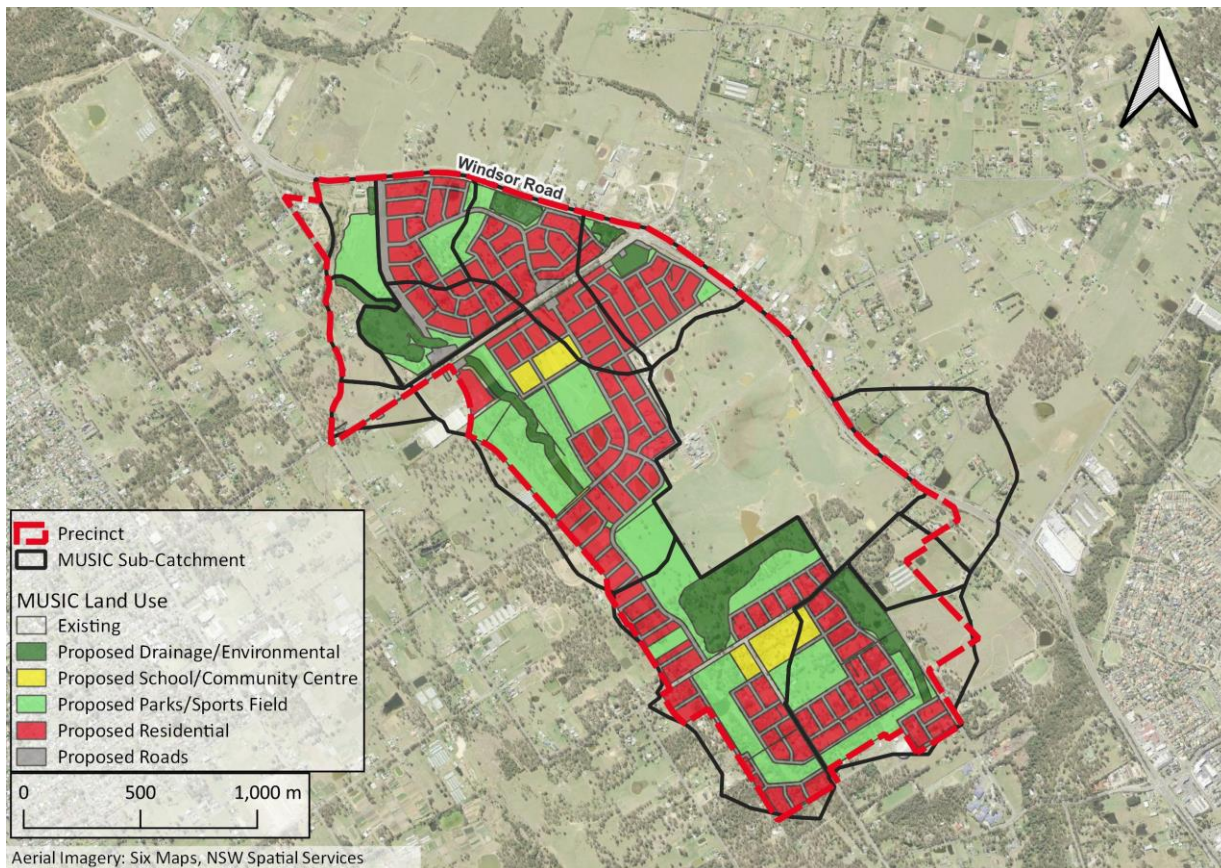 Windsor Road
Precinct
MUSIC Sub-Catchment
MUSIC Land Use
Existing
Proposed Drainage/Environmental
Proposed School/Community Centre
Proposed Parks/Sports Field
Proposed Residential
Proposed Roads
0 500 1,000 m
Aerial Imagery: Six Maps, NSW Spatial Services